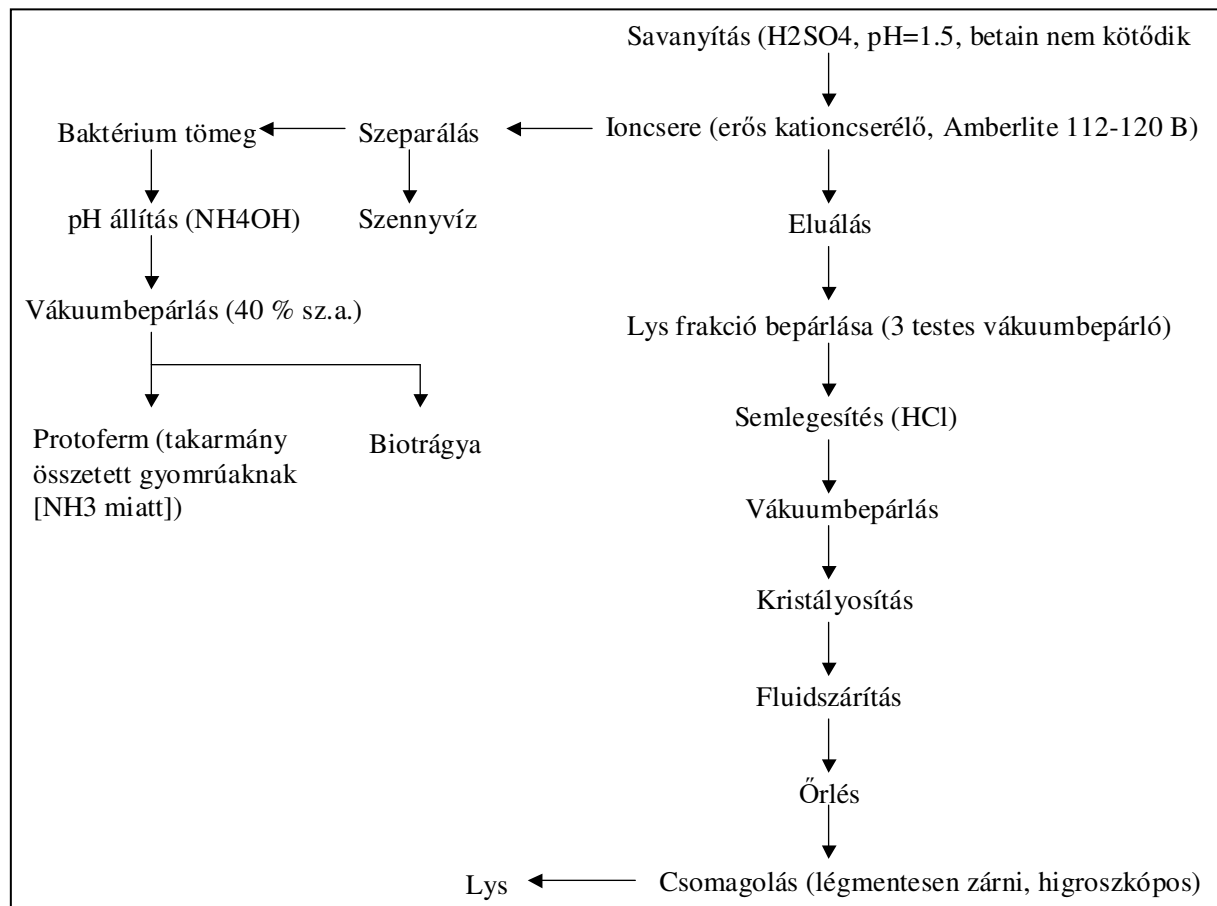 Savanyítás (H2SO4, pH=1.5, betain nem kötődik
Baktérium tömeg
Szeparálás
Ioncsere (erős kationcserélő, Amberlite 112-120 B)
pH állítás (NH4OH)
Szennyvíz
Eluálás
Vákuumbepárlás (40 % sz.a.)
Lys frakció bepárlása (3 testes vákuumbepárló)
Semlegesítés (HCl)
Protoferm (takarmány
összetett gyomrúaknak
[NH3 miatt])
Biotrágya
Vákuumbepárlás
Kristályosítás
Fluidszárítás
Őrlés
Lys
Csomagolás (légmentesen zárni, higroszkópos)